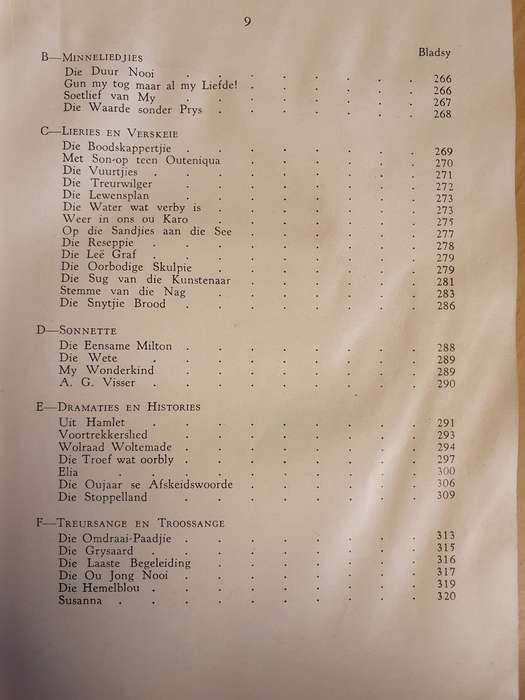 9
Bladsy
B—Minneliedjies
Die Duur Nooi . . . . . . . 266
Gun my tog maar al my Liefde! . . . . . . 266
Soetlief van My . . . . . . . 267
Die Waarde sonder Prys . . . . . . . 268
C—Lieries en Verskeie
Die Boodskappertjie . . . . . . . . 269
Met Son-op teen Outeniqua . . . . . . 270
Die Vuurtjies . . . . . . . . 271
Die Treurwilger . . . . . . . 272
Die Lewensplan . . . . . . . 273
Die Water wat verby is . . . . . . . 273
Weer in ons ou Karo . . . . . . . 275
Op die Sandjies aan die See . . . . . . 277
Die Reseppie . . . . . . . . 278
Die Leë Graf . . . . . . . . 279
Die Oorbodige Skulpie . . . . . . . 279
Die Sug van die Kunstenaar . . . . . . 281
Stemme van die Nag . . . . . . . 283
Die Snytjie Brood . . . . . . . . 286
D—Sonnette
Die Eensame Milton . . . . . . . . 288
Die Wete . . . . . . . . . 289
My Wonderkind . . . . . . . . 289
A. G. Visser . . . . . . . . . 290
E—Dramaties en Histories
Uit Hamlet . . . . . . . . . 291
Voortrekkershed . . . . . . . . 293
Wolraad Woltemade . . . . . . . . 294
Die Troef wat oorbly . . . . . . . . 297
Elia . . . . . . . . . . 300
Die Oujaar se Afskeidswoorde . . . . . . 306
Die Stoppelland . . . . . . . . 309
F—Treursange en Troossange
Die Omdraai-Paadjie . . . . . . . . 313
Die Grysaard . . . . . . . . . 315
Die Laaste Begeleiding . . . . . . . 316
Die Ou Jong Nooi . . . . . . . . 317
Die Hemelblou . . . . . . . . . 319
Susanna . . . . . . . . . . 320